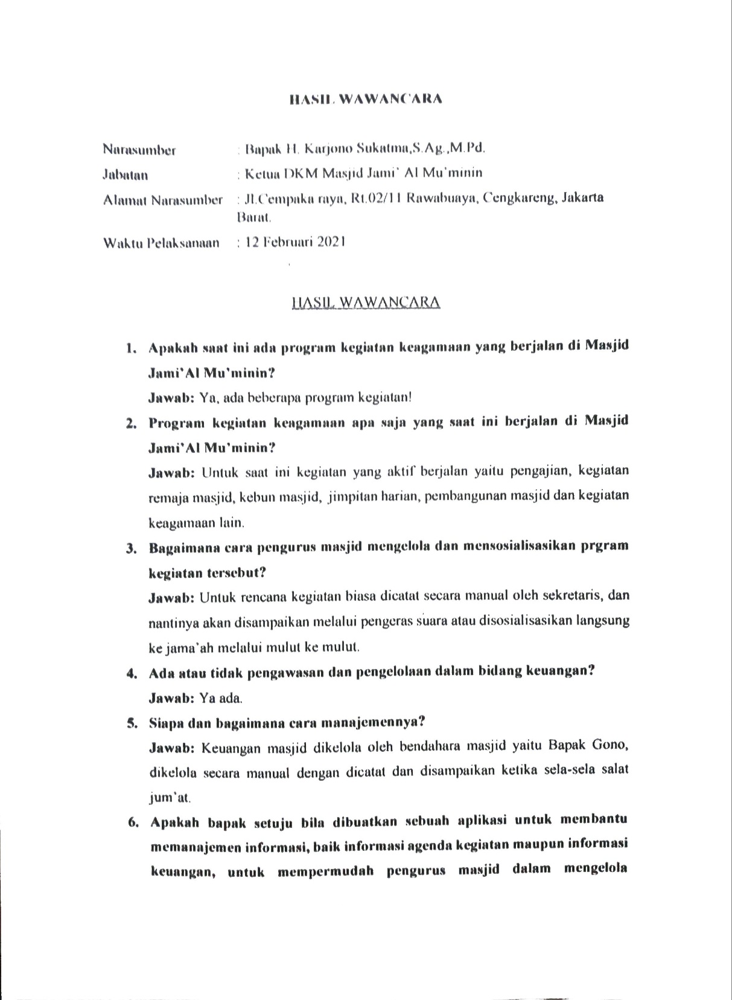 HASIL WAWANCARA
Narasumber : Bapak H. Karjono Sukatma,S.Ag.,M.Pd.
Jabatan : Ketua DKM Masjid Jami' Al Mu'minin
Alamat Narasumber : Jl.Cempaka raya, Rt.02/11 Rawabuaya, Cengkareng, Jakarta
Barat.
Waktu Pelaksanaan : 12 Februari 2021
HASIL WAWANCARA
1. Apakah saat ini ada program kegiatan keagamaan yang berjalan di Masjid
Jami'Al Mu'minin?
Jawab: Ya, ada beberapa program kegiatan!
2. Program kegiatan keagamaan apa saja yang saat ini berjalan di Masjid
Jami'Al Mu'minin?
Jawab: Untuk saat ini kegiatan yang aktif berjalan yaitu pengajian, kegiatan
remaja masjid, kebun masjid, jimpitan harian, pembangunan masjid dan kegiatan
keagamaan lain.
3. Bagaimana cara pengurus masjid mengelola dan mensosialisasikan prgram
kegiatan tersebut?
Jawab: Untuk rencana kegiatan biasa dicatat secara manual oleh sekretaris, dan
nantinya akan disampaikan melalui pengeras suara atau disosialisasikan langsung
ke jama'ah melalui mulut ke mulut.
4. Ada atau tidak pengawasan dan pengelolaan dalam bidang keuangan?
Jawab: Ya ada.
5. Siapa dan bagaimana cara manajemennya?
Jawab: Keuangan masjid dikelola oleh bendahara masjid yaitu Bapak Gono,
dikelola secara manual dengan dicatat dan disampaikan ketika sela-sela salat
jum'at.
6. Apakah bapak setuju bila dibuatkan sebuah aplikasi untuk membantu
memanajemen informasi, baik informasi agenda kegiatan maupun informasi
keuangan, untuk mempermudah pengurus masjid dalam mengelola